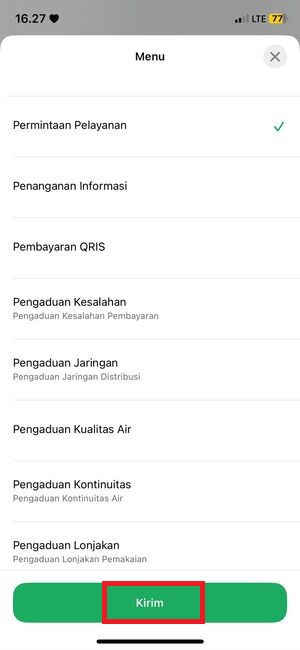 16.27
LTE 77
Menu
Permintaan Pelayanan
Penanganan Informasi
Pembayaran QRIS
Pengaduan Kesalahan
Pengaduan Kesalahan Pembayaran
Pengaduan Jaringan
Pengaduan Jaringan Distribusi
Pengaduan Kualitas Air
Pengaduan Kontinuitas
Pengaduan Kontinuitas Air
Pengaduan Lonjakan
Pengaduan Lonjakan Pemakaian
Kirim